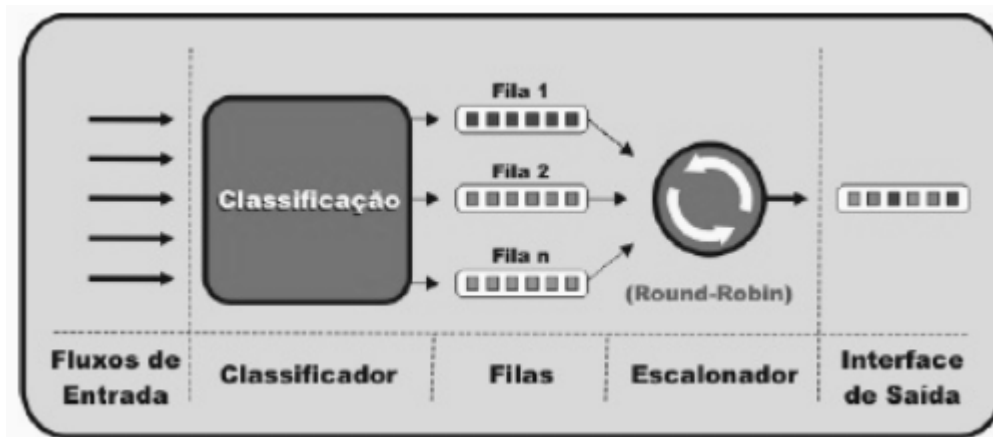 Fila 1
Fila 2
Classificação
Fila n
(Round-Robin)
Fluxos de
Entrada
Classificador
Filas
Escalonador
Interface
de Saída